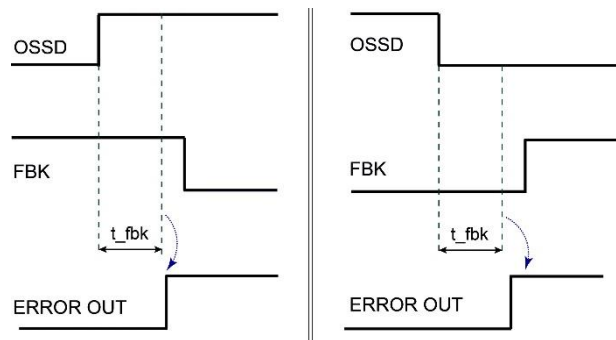 OSSD
FBK
t_fbk
ERROR OUT
OSSD
FBK
t_fbk
ERROR OUT